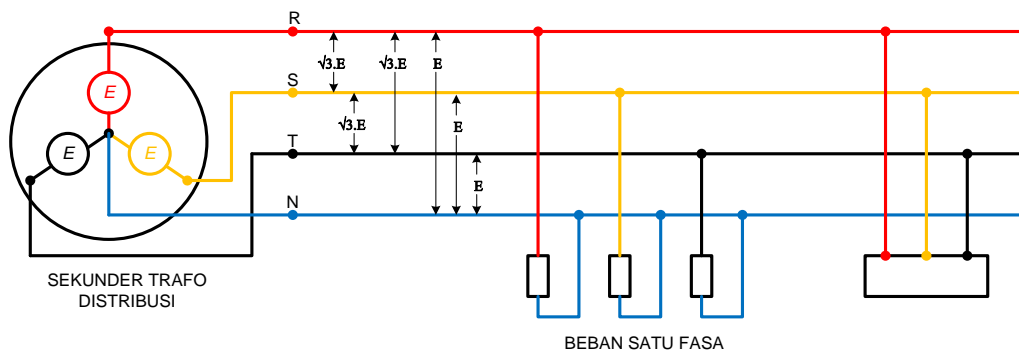 R
S
T
N
E
E
E
√3.E
√3.E
E
√3.E
E
E
SEKUNDER TRAFO
DISTRIBUSI
BEBAN SATU FASA